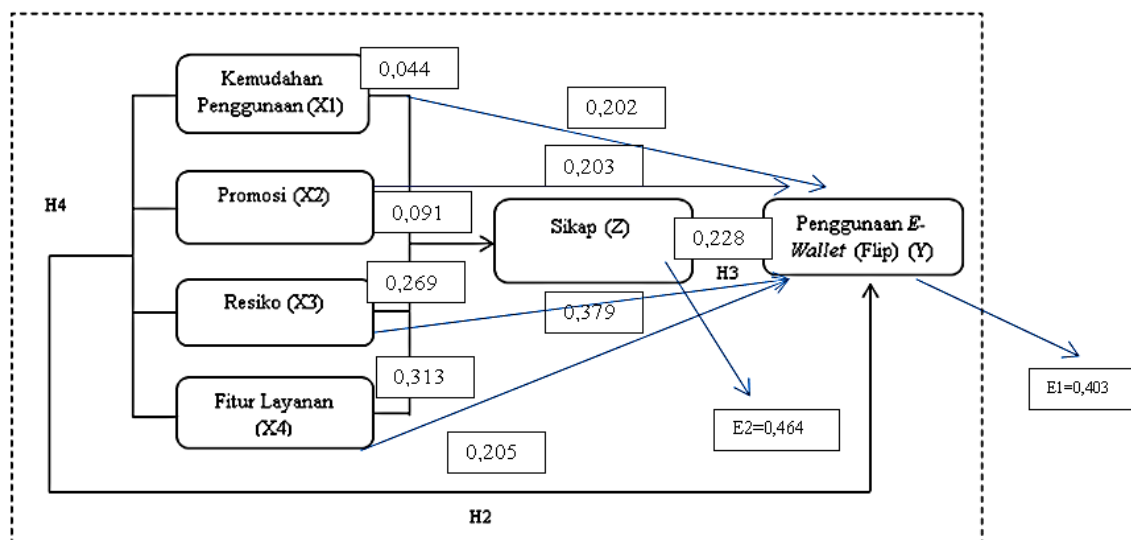 Kemudahan
Penggunaan (X1)
0,044
0,202
Promosi (X2)
0,203
H4
0,091
Sikap (Z)
0,228
Penggunaan E-
Wallet (Flip) (Y)
H3
Resiko (X3)
0,269
0,379
0,313
Fitur Layanan
(X4)
0,205
E2=0,464
E1=0,403
H2